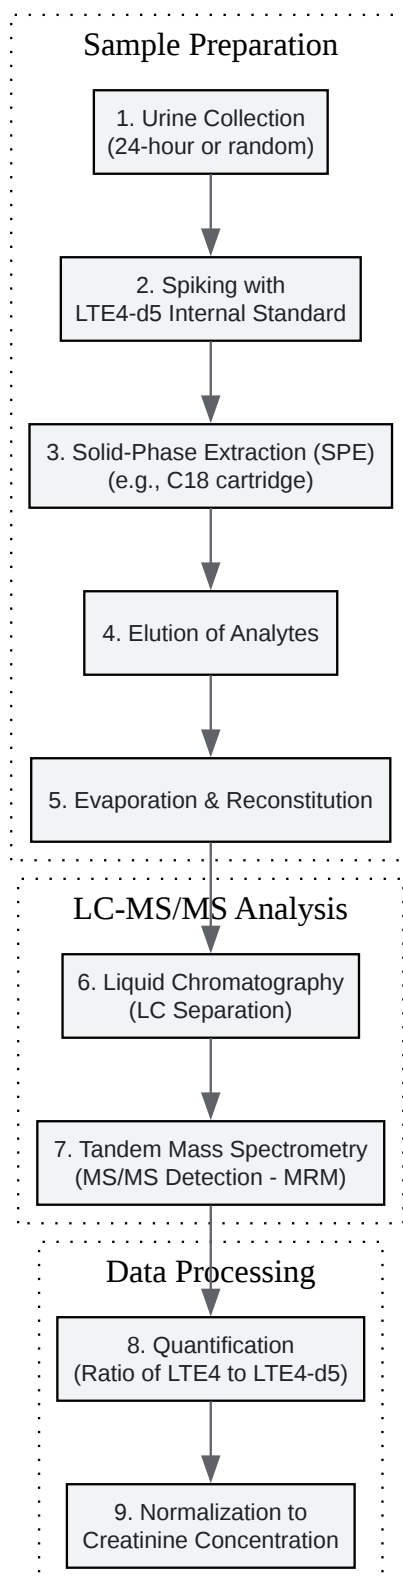 Sample Preparation
1. Urine Collection
(24-hour or random)
2. Spiking with
LTE4-d5 Internal Standard
3. Solid-Phase Extraction (SPE)
(e.g., C18 cartridge)
4. Elution of Analytes
5. Evaporation & Reconstitution
LC-MS/MS Analysis
6. Liquid Chromatography
(LC Separation)
7. Tandem Mass Spectrometry
(MS/MS Detection - MRM)
Data Processing
8. Quantification
(Ratio of LTE4 to LTE4-d5)
9. Normalization to
Creatinine Concentration